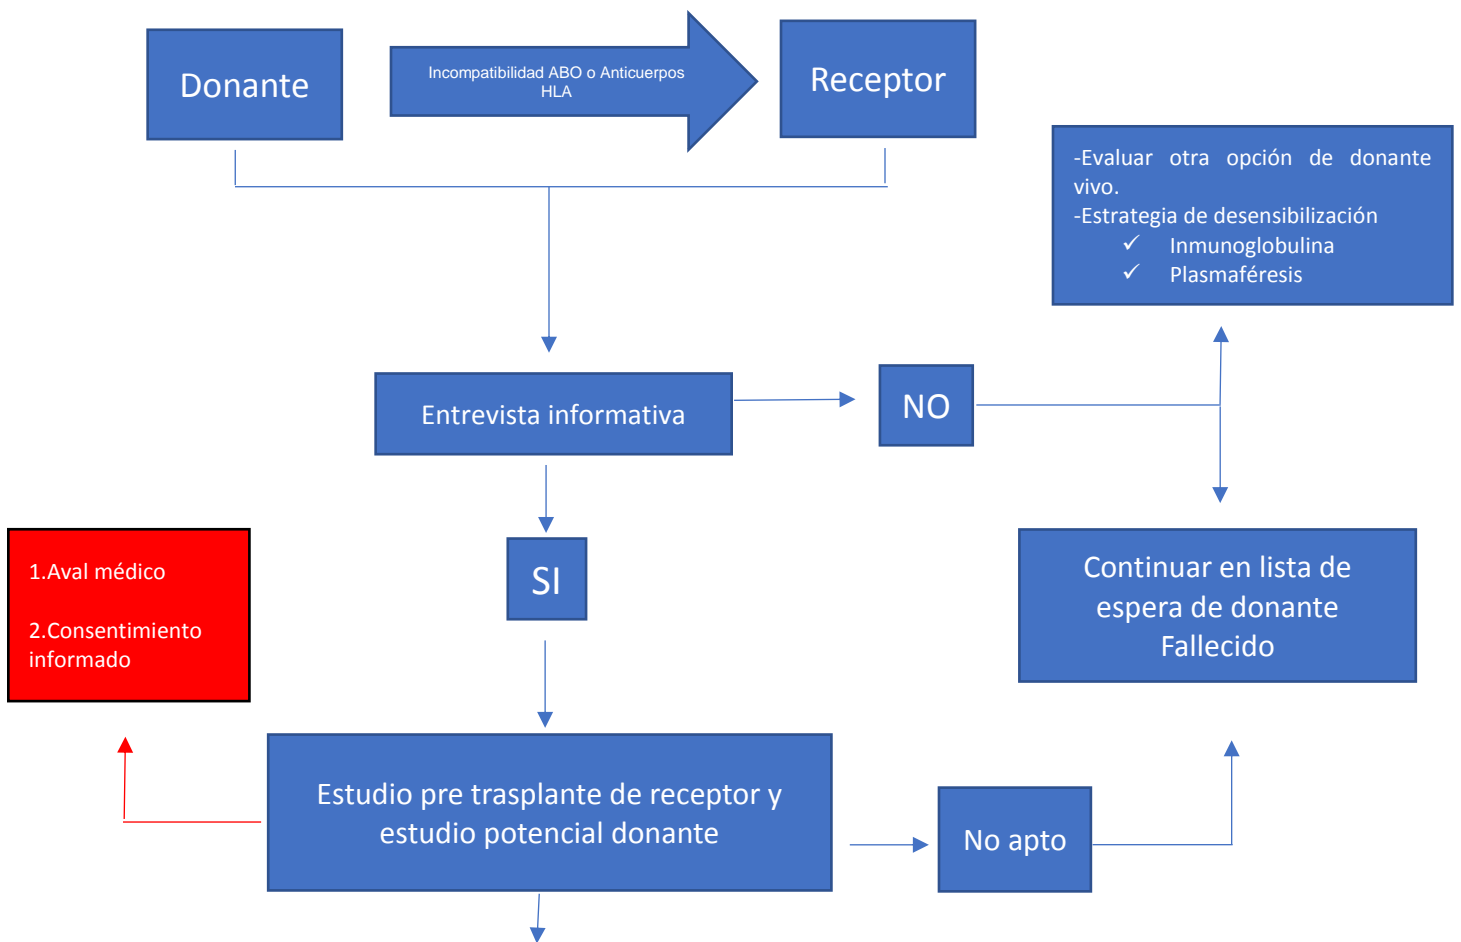 Donante
Incompatibilidad ABO o Anticuerpos
HLA
Receptor
-Evaluar otra opción de donante
vivo.
-Estrategia de desensibilización
✓ Inmunoglobulina
✓ Plasmaféresis
Entrevista informativa
NO
SI
1.Aval médico
2.Consentimiento
informado
Continuar en lista de
espera de donante
Fallecido
Estudio pre trasplante de receptor y
estudio potencial donante
No apto